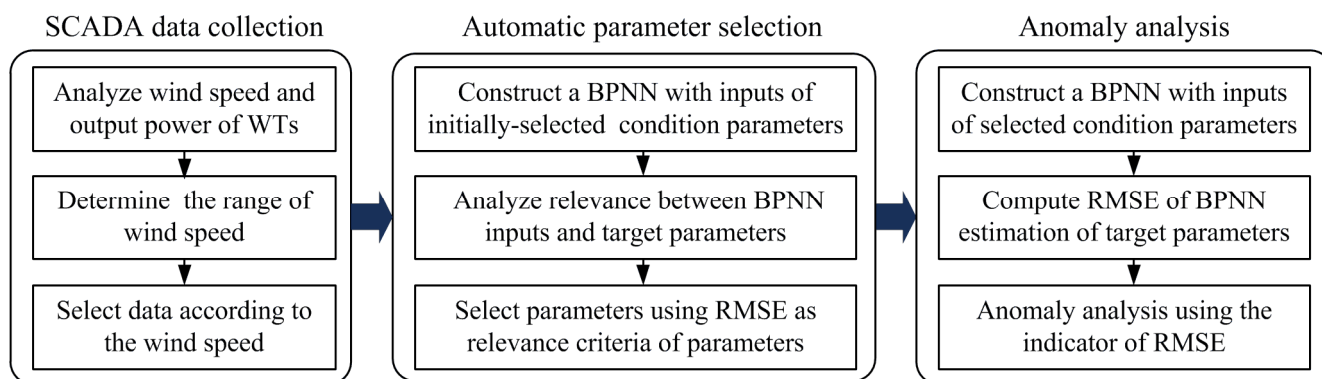 SCADA data collection
Analyze wind speed and
output power of WTs
Determine the range of
wind speed
Select data according to
the wind speed
Automatic parameter selection
Construct a BPNN with inputs of
initially-selected condition parameters
Analyze relevance between BPNN
inputs and target parameters
Select parameters using RMSE as
relevance criteria of parameters
Anomaly analysis
Construct a BPNN with inputs
of selected condition parameters
Compute RMSE of BPNN
estimation of target parameters
Anomaly analysis using the
indicator of RMSE